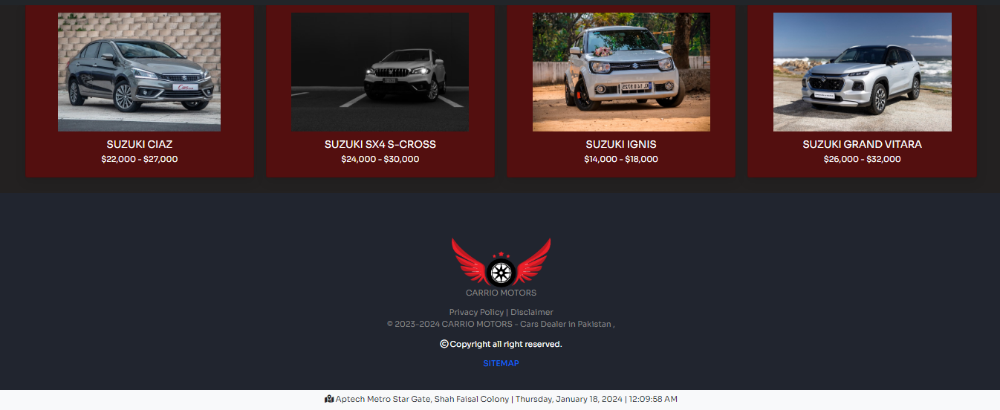 SUZUKI CIAZ
$22,000 - $27,000
SUZUKI SX4 S-CROSS
$24,000 - $30,000
SUZUKI IGNIS
$14,000 - $18,000
SUZUKI GRAND VITARA
$26,000 - $32,000
CARRIO MOTORS
Privacy Policy | Disclaimer
© 2023-2024 CARRIO MOTORS - Cars Dealer in Pakistan ,
© Copyright all right reserved.
SITEMAP
Aptech Metro Star Gate, Shah Faisal Colony | Thursday, January 18, 2024 | 12:09:58 AM